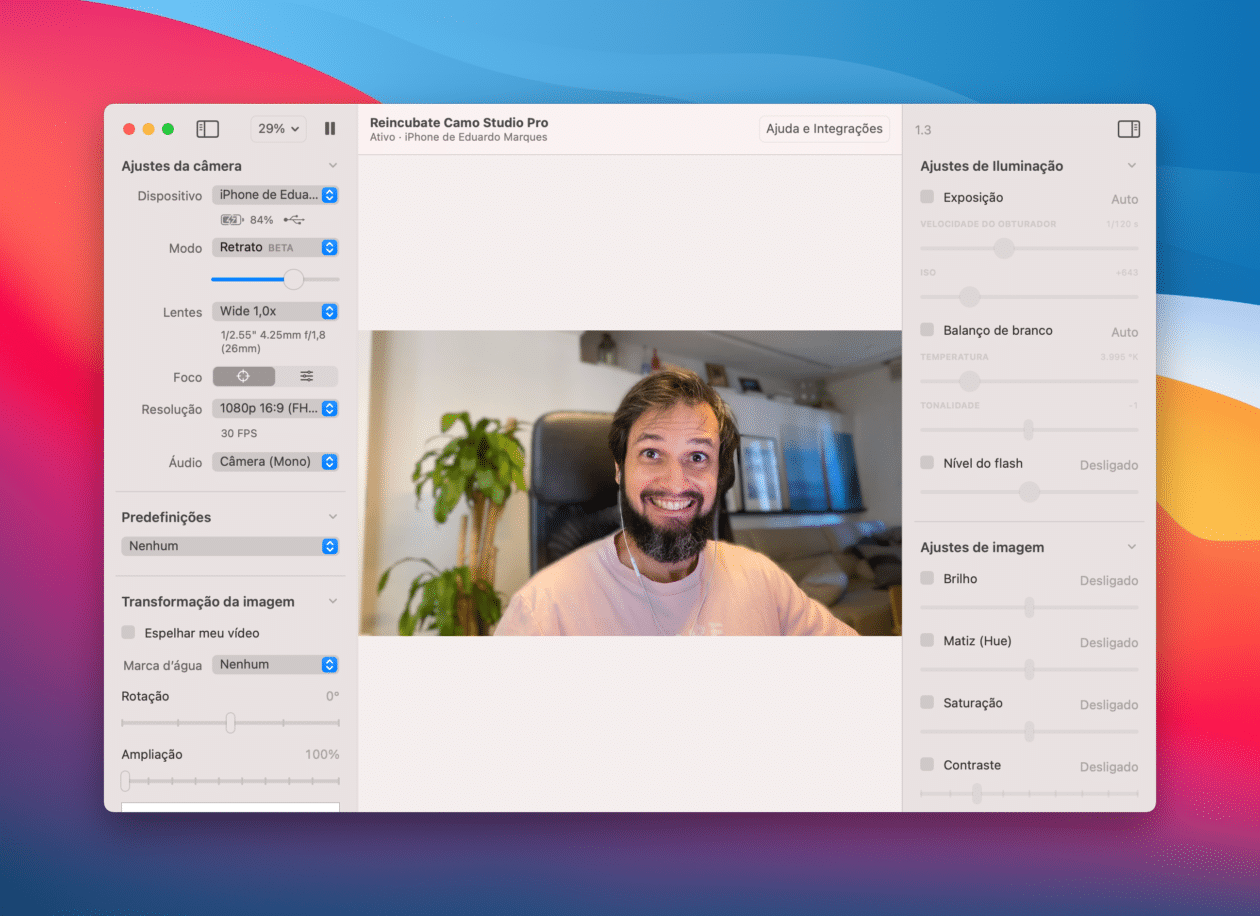 29%
Ajustes da câmera
Dispositivo iPhone de Edua...
84%
Modo Retrato BETA
Lentes Wide 1,0x
1/2.55" 4.25mm f/1,8
(26mm)
Foco
Resolução 1080p 16:9 (FH...
30 FPS
Áudio Câmera (Mono)
Predefinições
Nenhum
Transformação da imagem
Espelhar meu vídeo
Marca d'água Nenhum
Rotação 0°
Ampliação 100%
Reincubate Camo Studio Pro
Ativo · iPhone de Eduardo Marques
Ajuda e Integrações
1.3
Ajustes de Iluminação
Exposição Auto
VELOCIDADE DO OBTURADOR 1/120 s
ISO +643
Balanço de branco Auto
TEMPERATURA 3.995 °K
TONALIDADE -1
Nível do flash Desligado
Ajustes de imagem
Brilho Desligado
Matiz (Hue) Desligado
Saturação Desligado
Contraste Desligado